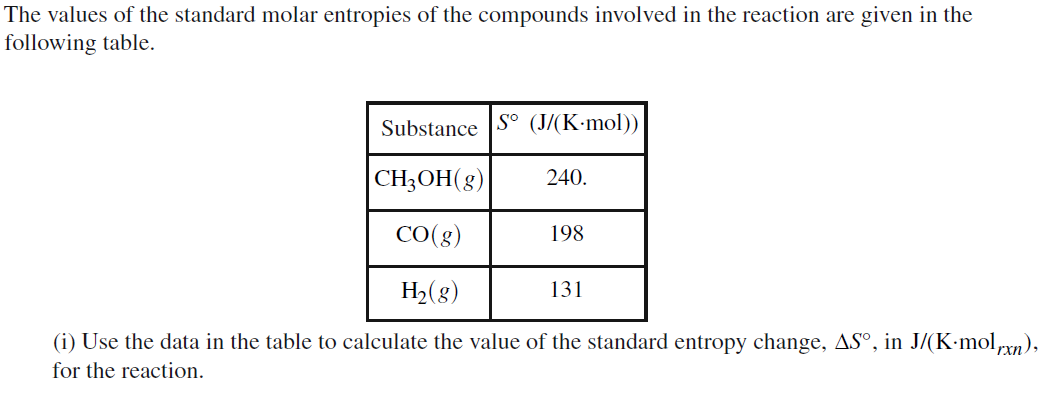 The values of the standard molar entropies of the compounds involved in the reaction are given in the
following table.
Substance S° (J/(K·mol))
CH₃OH(g) 240.
CO(g) 198
H₂(g) 131
(i) Use the data in the table to calculate the value of the standard entropy change, ΔS°, in J/(K·molᵣₓₙ),
for the reaction.